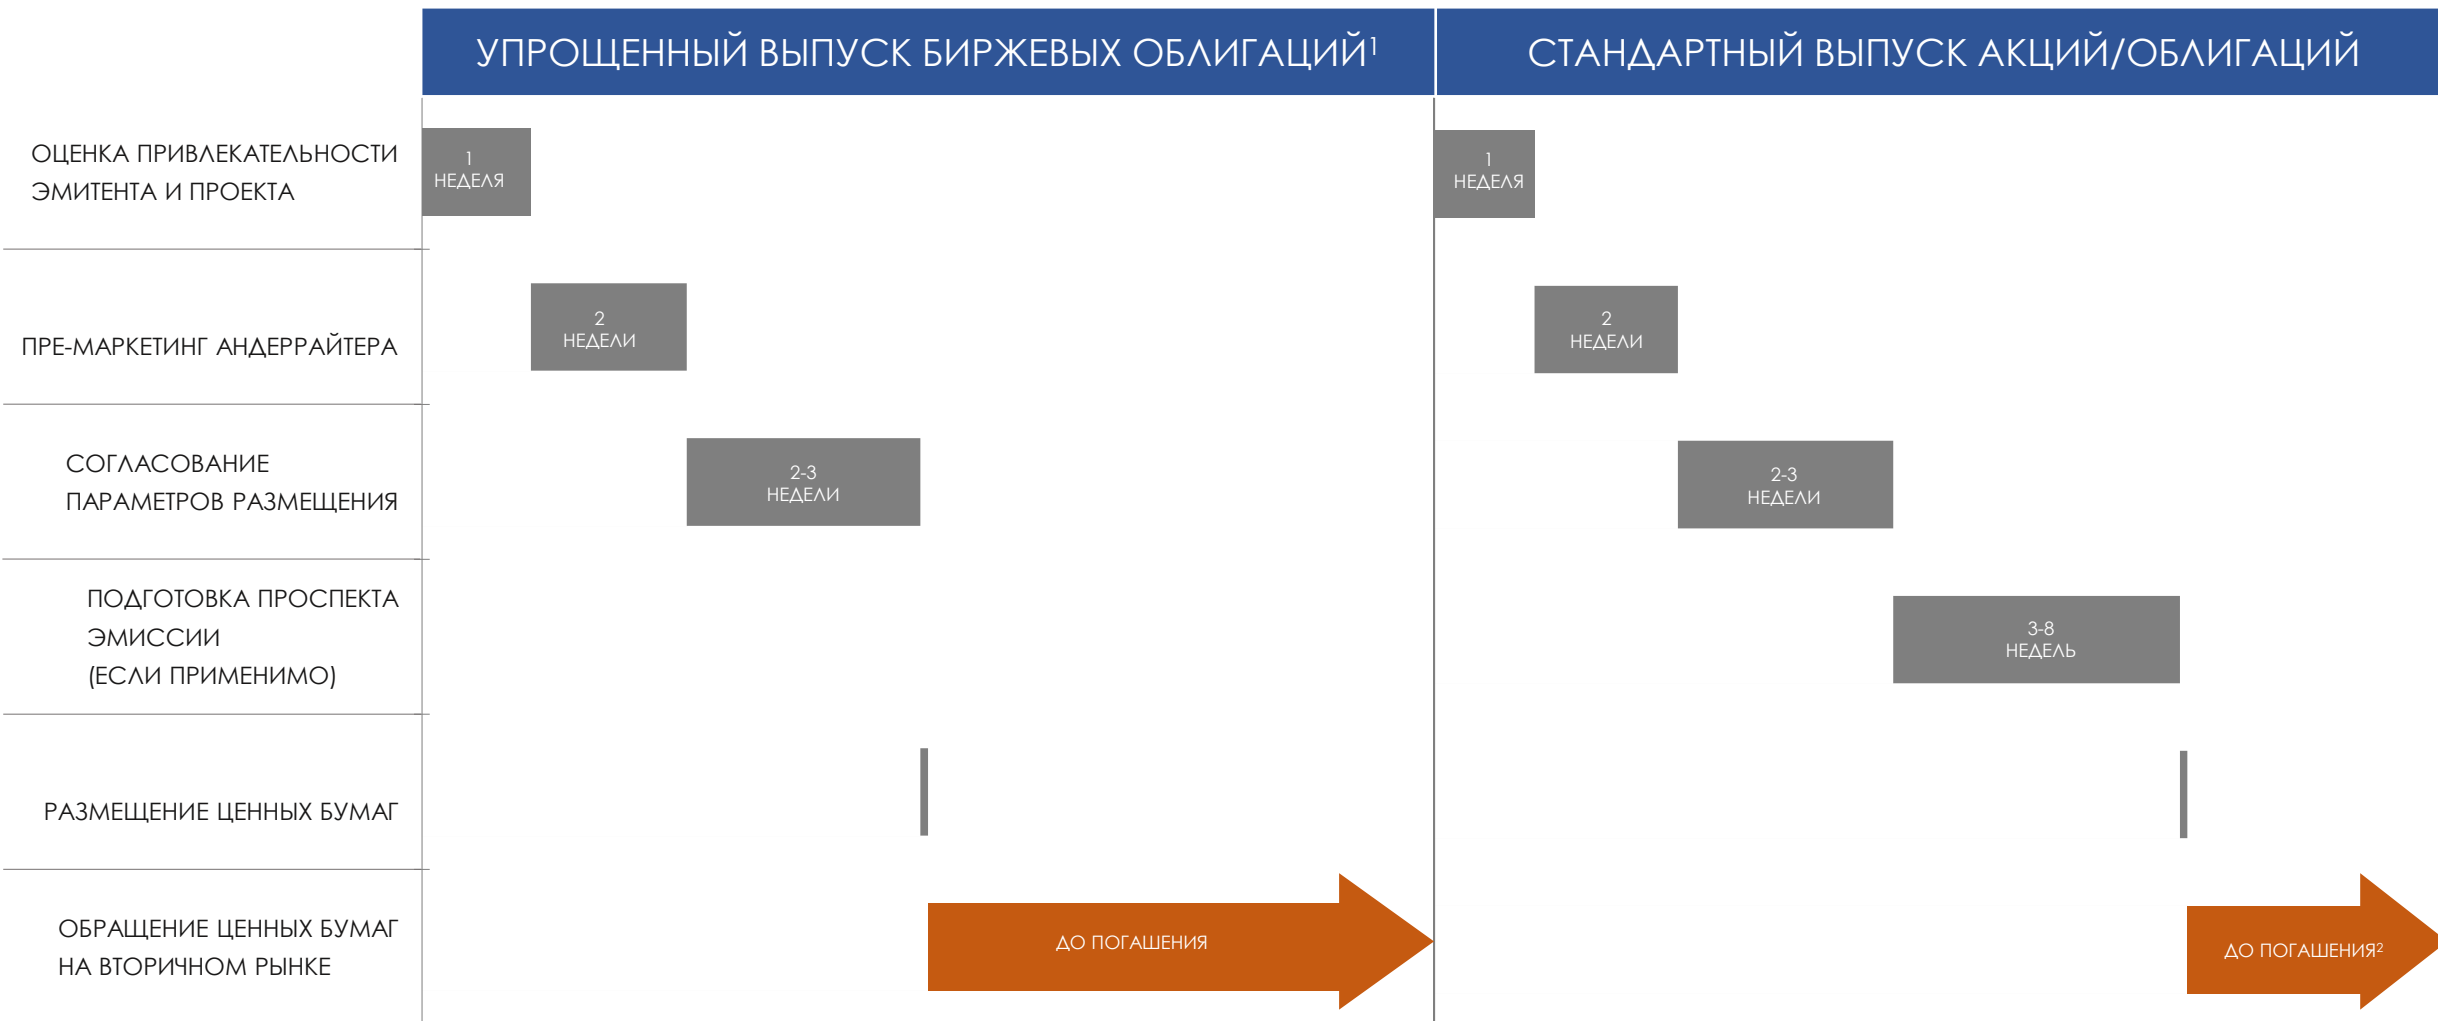 УПРОЩЕННЫЙ ВЫПУСК БИРЖЕВЫХ ОБЛИГАЦИЙ¹
СТАНДАРТНЫЙ ВЫПУСК АКЦИЙ/ОБЛИГАЦИЙ
ОЦЕНКА ПРИВЛЕКАТЕЛЬНОСТИ
ЭМИТЕНТА И ПРОЕКТА
1
НЕДЕЛЯ
1
НЕДЕЛЯ
ПРЕ-МАРКЕТИНГ АНДЕРРАЙТЕРА
2
НЕДЕЛИ
2
НЕДЕЛИ
СОГЛАСОВАНИЕ
ПАРАМЕТРОВ РАЗМЕЩЕНИЯ
2-3
НЕДЕЛИ
2-3
НЕДЕЛИ
ПОДГОТОВКА ПРОСПЕКТА
ЭМИССИИ
(ЕСЛИ ПРИМЕНИМО)
3-8
НЕДЕЛЬ
РАЗМЕЩЕНИЕ ЦЕННЫХ БУМАГ
ОБРАЩЕНИЕ ЦЕННЫХ БУМАГ
НА ВТОРИЧНОМ РЫНКЕ
ДО ПОГАШЕНИЯ
ДО ПОГАШЕНИЯ²